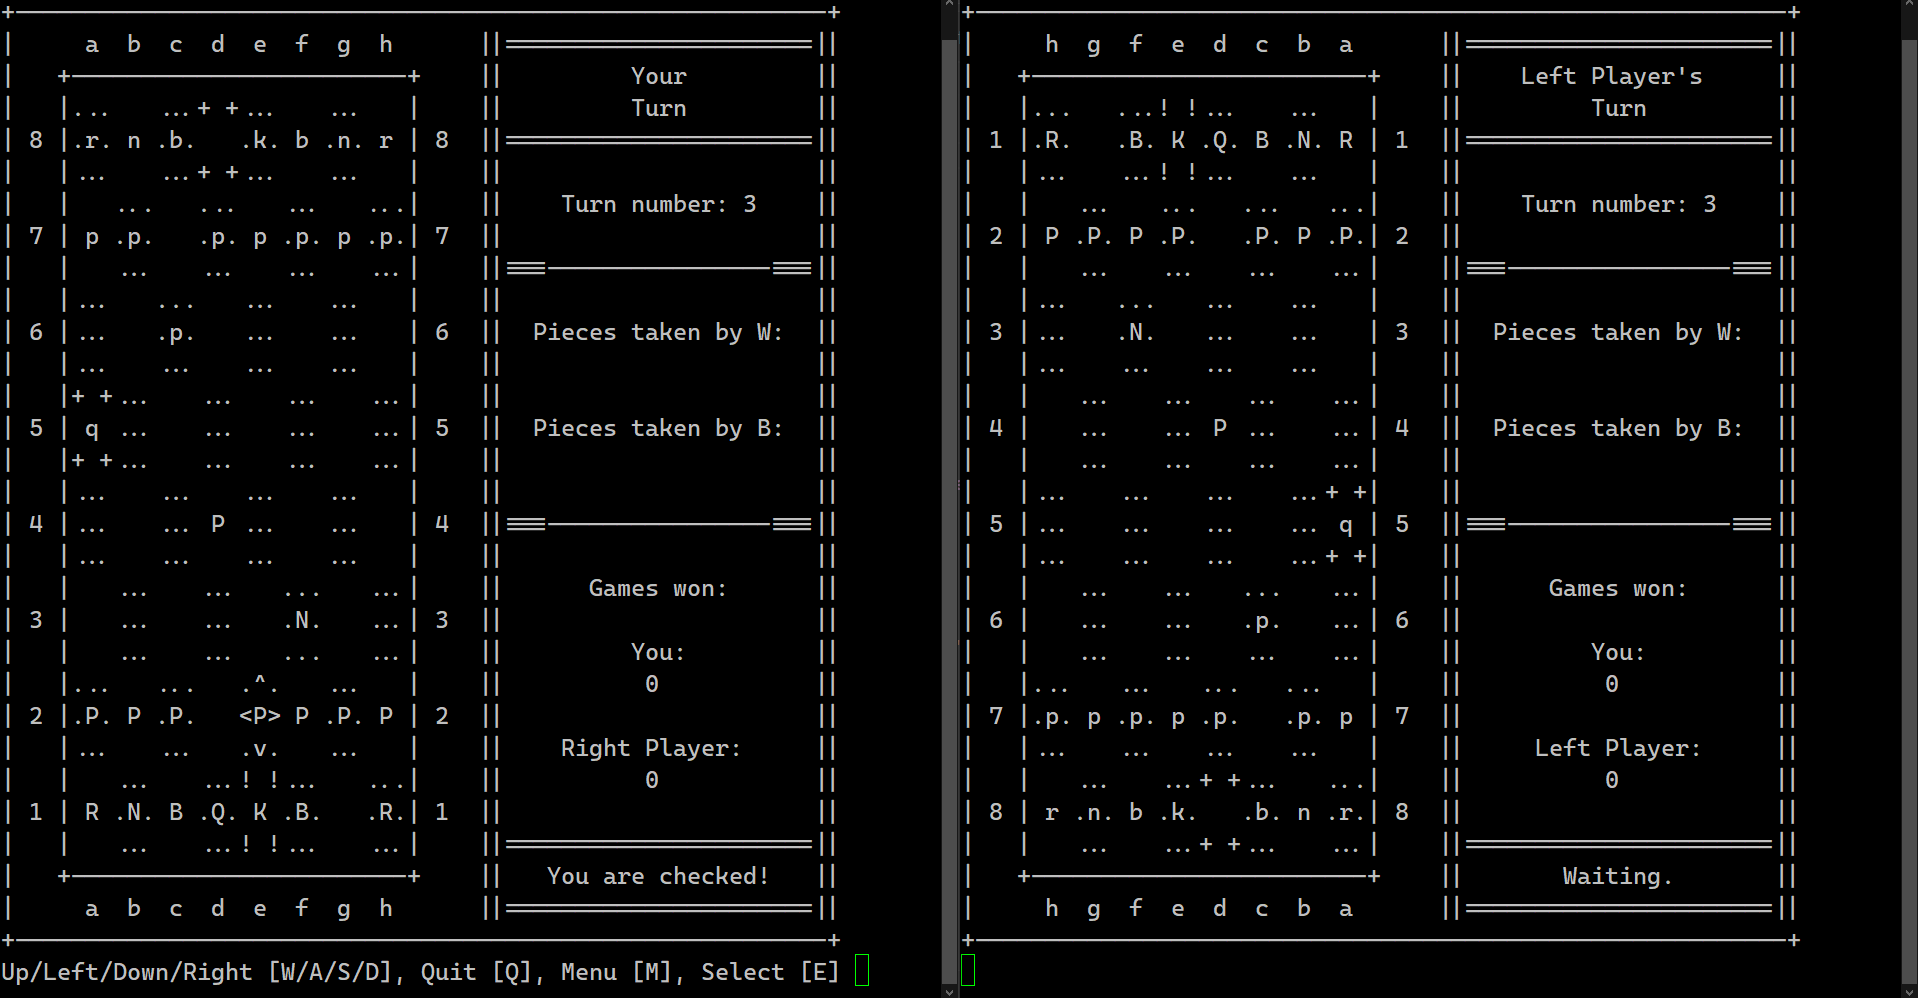 +----------------------------------------------------------+
|     a  b  c  d  e  f  g  h      ||======================||
|   +------------------------+    ||         Your         ||
|   |...    ...+ +...    ...   |    ||         Turn         ||
| 8 |.r. n .b.   .k. b .n. r | 8  ||======================||
|   |...    ...+ +...    ...   |    ||                      ||
|   |   ...   ...   ...   ...|    ||    Turn number: 3    ||
| 7 | p .p.   .p. p .p. p .p.| 7  ||                      ||
|   |   ...   ...   ...   ...|    ||≡≡≡----------------≡≡≡||
|   |...   ...   ...   ...   |    ||                      ||
| 6 |...   .p.   ...   ...   | 6  ||  Pieces taken by W:  ||
|   |...   ...   ...   ...   |    ||                      ||
|   |+ +...   ...   ...   ...|    ||                      ||
| 5 | q ...   ...   ...   ...| 5  ||  Pieces taken by B:  ||
|   |+ +...   ...   ...   ...|    ||                      ||
|   |...   ...   ...   ...   |    ||                      ||
| 4 |...   ... P ...   ...   | 4  ||≡≡≡----------------≡≡≡||
|   |...   ...   ...   ...   |    ||                      ||
|   |   ...   ...   ...   ...|    ||      Games won:      ||
| 3 |   ...   ...   .N.   ...| 3  ||                      ||
|   |   ...   ...   ...   ...|    ||         You:         ||
|   |...   ...   .^.   ...   |    ||          0           ||
| 2 |.P. P .P.   <P> P .P. P | 2  ||                      ||
|   |...   ...   .v.   ...   |    ||    Right Player:     ||
|   |   ...   ...! !...   ...|    ||          0           ||
| 1 | R .N. B .Q. K .B.   .R.| 1  ||                      ||
|   |   ...   ...! !...   ...|    ||======================||
|   +------------------------+    ||   You are checked!   ||
|     a  b  c  d  e  f  g  h      ||======================||
+----------------------------------------------------------+
Up/Left/Down/Right [W/A/S/D], Quit [Q], Menu [M], Select [E]
+----------------------------------------------------------+
|     h  g  f  e  d  c  b  a      ||======================||
|   +------------------------+    ||    Left Player's     ||
|   |...   ...! !...   ...   |    ||         Turn         ||
| 1 |.R.   .B. K .Q. B .N. R | 1  ||======================||
|   |...   ...! !...   ...   |    ||                      ||
|   |   ...   ...   ...   ...|    ||    Turn number: 3    ||
| 2 | P .P. P .P.   .P. P .P.| 2  ||                      ||
|   |   ...   ...   ...   ...|    ||≡≡≡----------------≡≡≡||
|   |...   ...   ...   ...   |    ||                      ||
| 3 |...   .N.   ...   ...   | 3  ||  Pieces taken by W:  ||
|   |...   ...   ...   ...   |    ||                      ||
|   |   ...   ...   ...   ...|    ||                      ||
| 4 |   ...   ... P ...   ...| 4  ||  Pieces taken by B:  ||
|   |   ...   ...   ...   ...|    ||                      ||
|   |...   ...   ...   ...+ +|    ||                      ||
| 5 |...   ...   ...   ... q | 5  ||≡≡≡----------------≡≡≡||
|   |...   ...   ...   ...+ +|    ||                      ||
|   |   ...   ...   ...   ...|    ||      Games won:      ||
| 6 |   ...   ...   .p.   ...| 6  ||                      ||
|   |   ...   ...   ...   ...|    ||         You:         ||
|   |...   ...   ...   ...   |    ||          0           ||
| 7 |.p. p .p. p .p.   .p. p | 7  ||                      ||
|   |...   ...   ...   ...   |    ||     Left Player:     ||
|   |   ...   ...+ +...   ...|    ||          0           ||
| 8 | r .n. b .k.   .b. n .r.| 8  ||                      ||
|   |   ...   ...+ +...   ...|    ||======================||
|   +------------------------+    ||       Waiting.       ||
|     h  g  f  e  d  c  b  a      ||======================||
+----------------------------------------------------------+